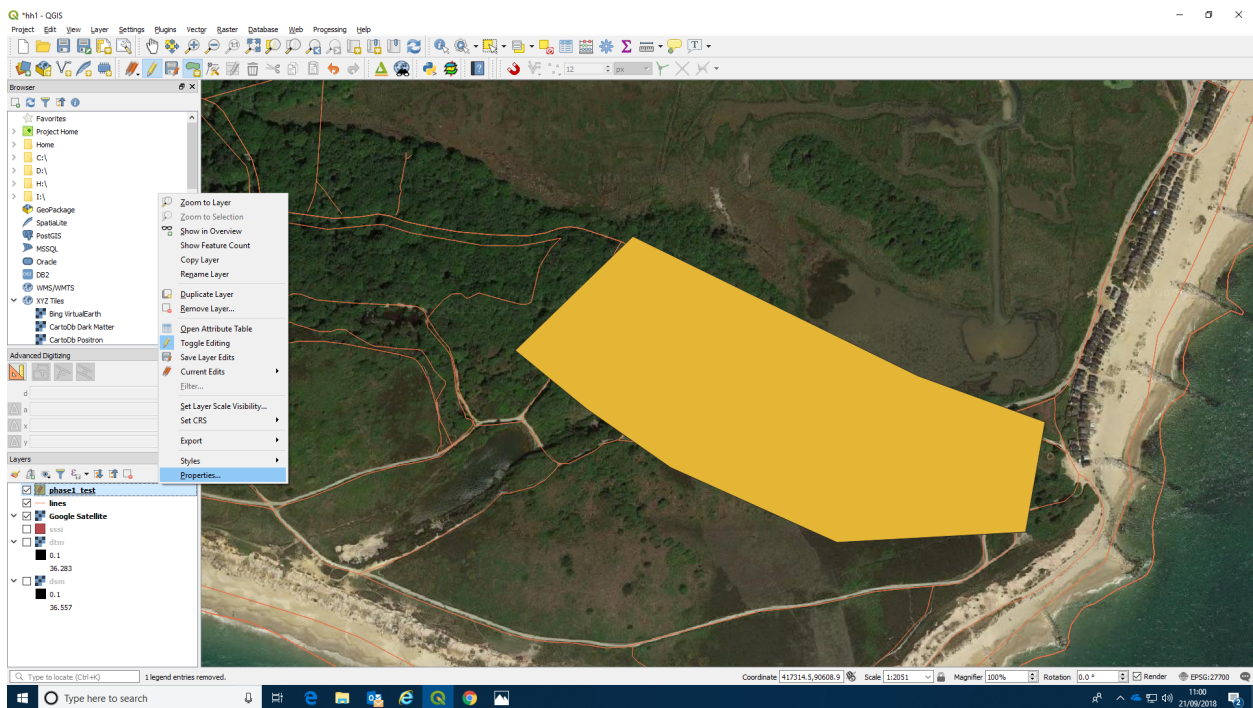 *hh1 - QGIS
Project Edit View Layer Settings Plugins Vector Raster Database Web Processing Help
12 px
Browser
Favorites
Project Home
Home
C:\
D:\
H:\
I:\
GeoPackage
SpatiaLite
PostGIS
MSSQL
Oracle
DB2
WMS/WMTS
XYZ Tiles
Bing VirtualEarth
CartoDb Dark Matter
CartoDb Positron
Zoom to Layer
Zoom to Selection
Show in Overview
Show Feature Count
Copy Layer
Rename Layer
Duplicate Layer
Remove Layer...
Open Attribute Table
Toggle Editing
Save Layer Edits
Current Edits
Filter...
Set Layer Scale Visibility...
Set CRS
Export
Styles
Properties...
Advanced Digitizing
d
a
x
y
Layers
phase1_test
lines
Google Satellite
sssi
dtm
0.1
36.283
dsm
0.1
36.557
Type to locate (Ctrl+K) 1 legend entries removed. Coordinate 417314.5,90608.9 Scale 1:2051 Magnifier 100% Rotation 0.0 ° Render EPSG:27700
Type here to search 11:00
21/09/2018